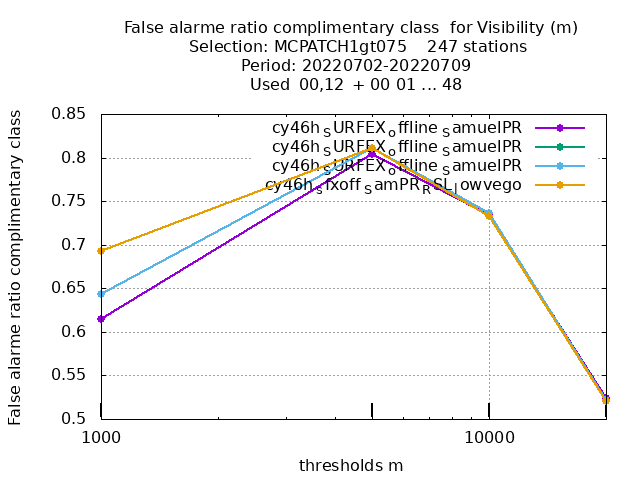 False alarme ratio complimentary class for Visibility (m)
Selection: MCPATCH1gt075 247 stations
Period: 20220702-20220709
Used 00,12 + 00 01 ... 48
False alarme ratio complimentary class
0.85
0.8
0.75
0.7
0.65
0.6
0.55
0.5
cy46h_SURFEX_offline_SamuelPR
cy46h_SURFEX_offline_SamuelPR
cy46h_SURFEX_offline_SamuelPR
cy46h_sfxoff_SamPR_RSL_lowvego
1000
10000
thresholds m